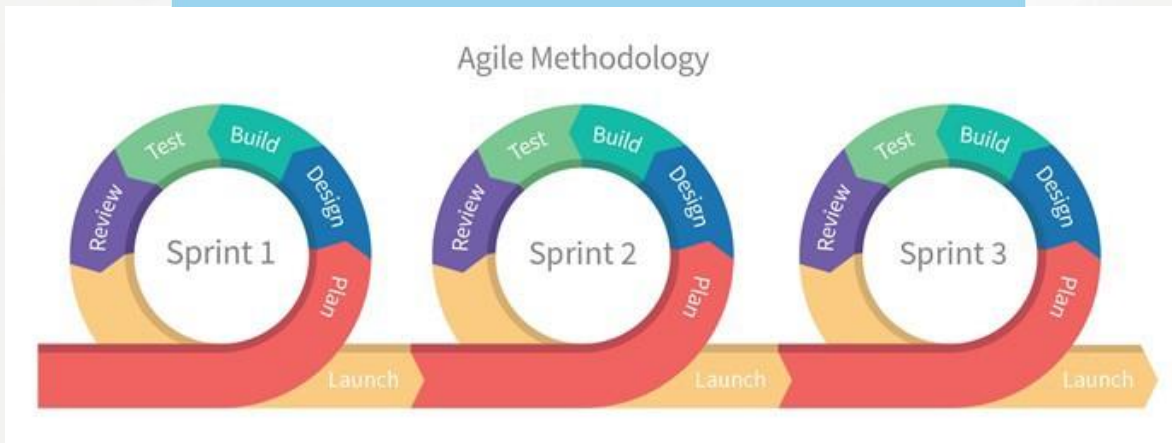 Agile Methodology
Test
Build
Design
Review
Sprint 1
Plan
Launch
Test
Build
Design
Review
Sprint 2
Plan
Launch
Test
Build
Design
Review
Sprint 3
Plan
Launch